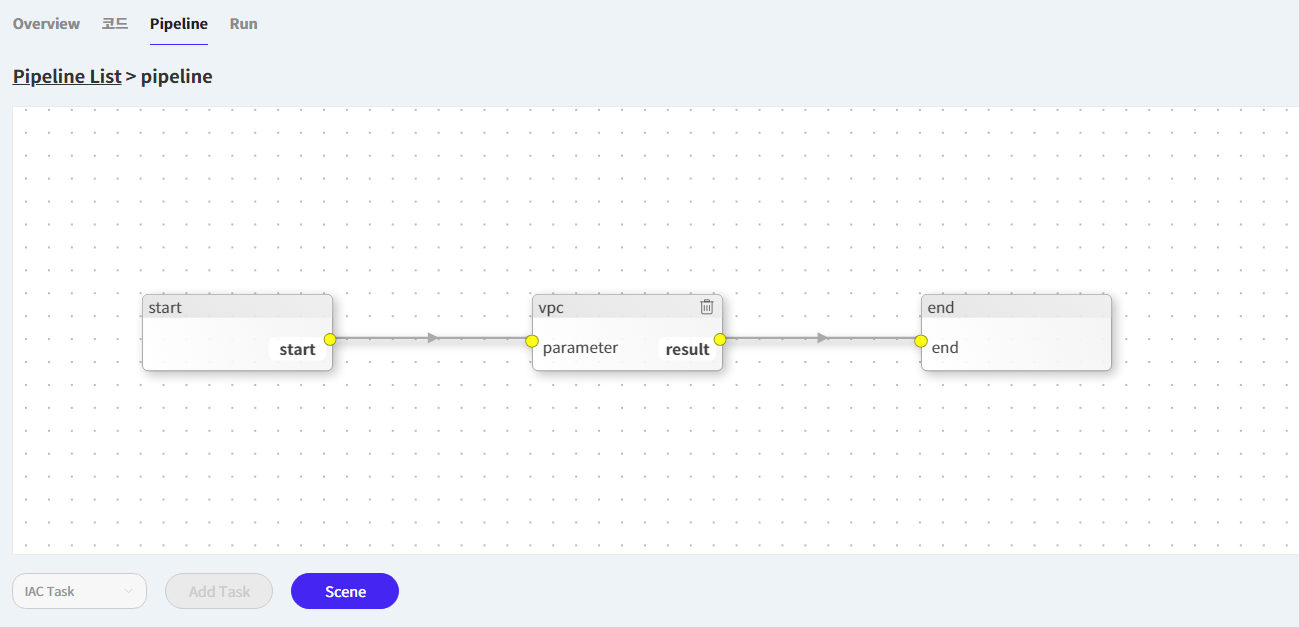 Overview 코드 Pipeline Run
Pipeline List > pipeline
start
start
vpc
parameter result
end
end
IAC Task Add Task Scene